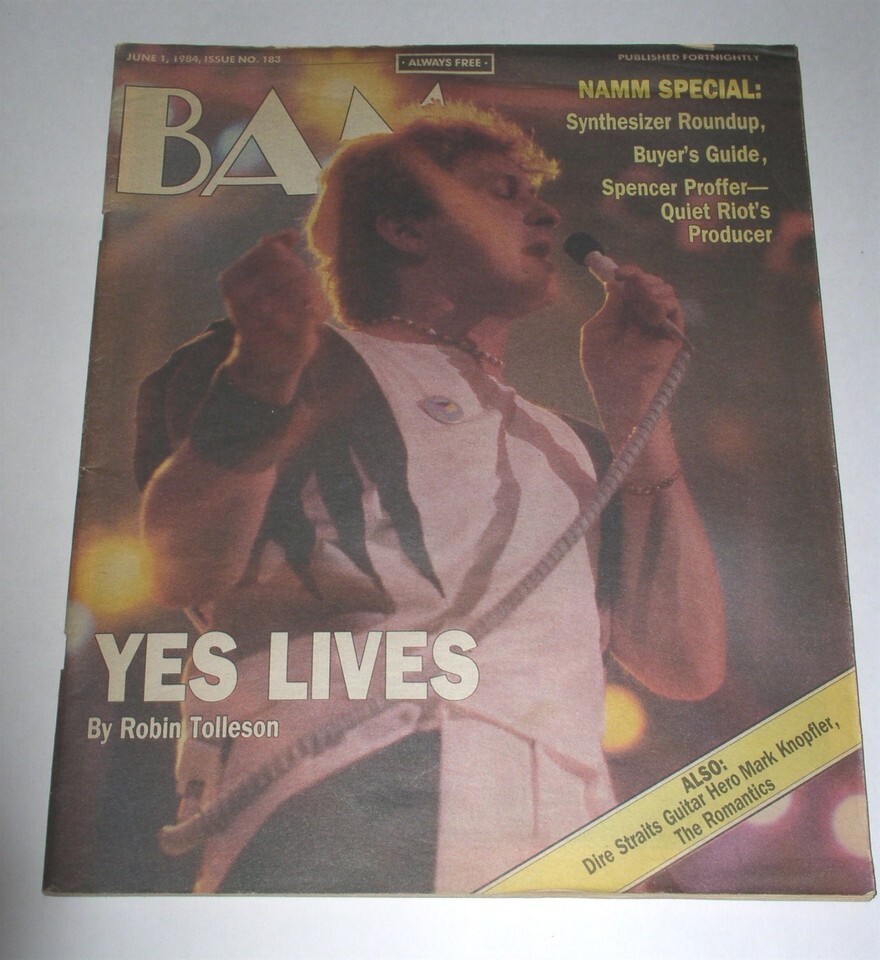 JUNE 1, 1984, ISSUE NO. 183
· ALWAYS FREE ·
PUBLISHED FORTNIGHTLY
BAM
NAMM SPECIAL:
Synthesizer Roundup,
Buyer's Guide,
Spencer Proffer—
Quiet Riot's
Producer
YES LIVES
By Robin Tolleson
ALSO:
Dire Straits Guitar Hero Mark Knopfler,
The Romantics